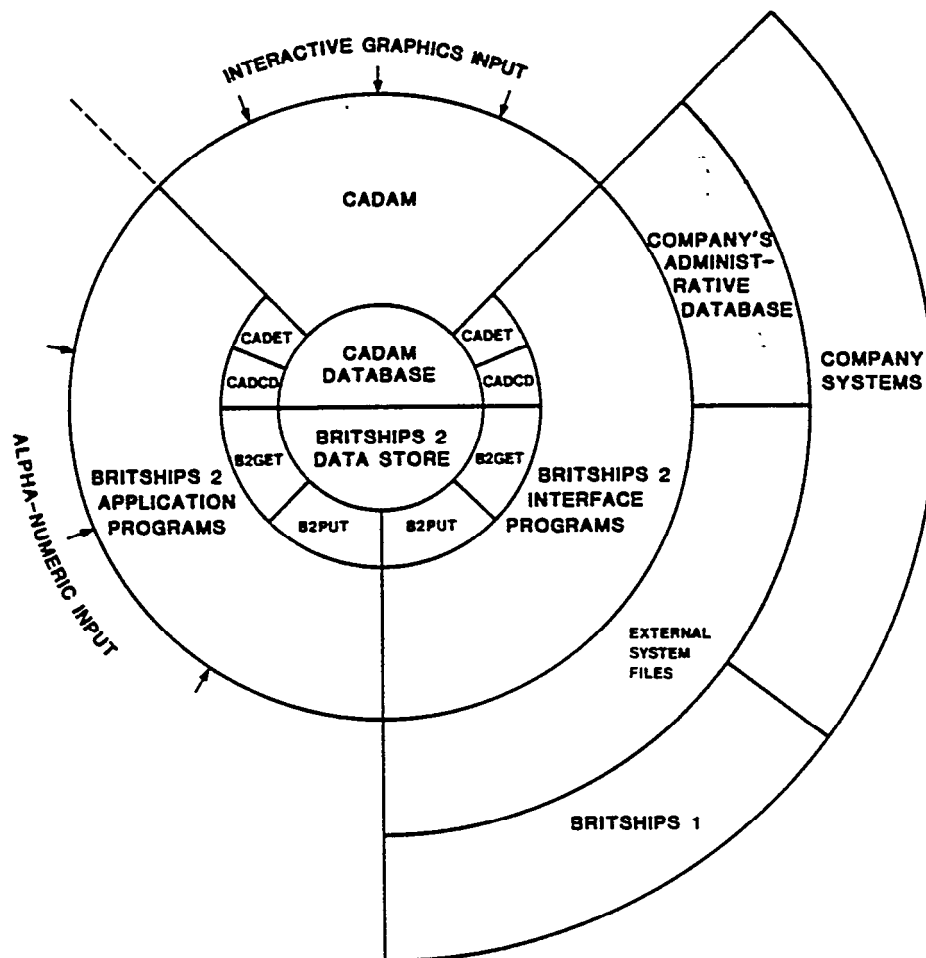 INTERACTIVE GRAPHICS INPUT
CADAM
COMPANY'S
ADMINIST-
RATIVE
DATABASE
COMPANY
SYSTEMS
CADET
CADET
CADAM
DATABASE
CADCD
CADCD
BRITSHIPS 2
DATA STORE
B2GET
B2GET
BRITSHIPS 2
APPLICATION
PROGRAMS
BRITSHIPS 2
INTERFACE
PROGRAMS
B2PUT
B2PUT
ALPHA-NUMERIC INPUT
EXTERNAL
SYSTEM
FILES
BRITSHIPS 1